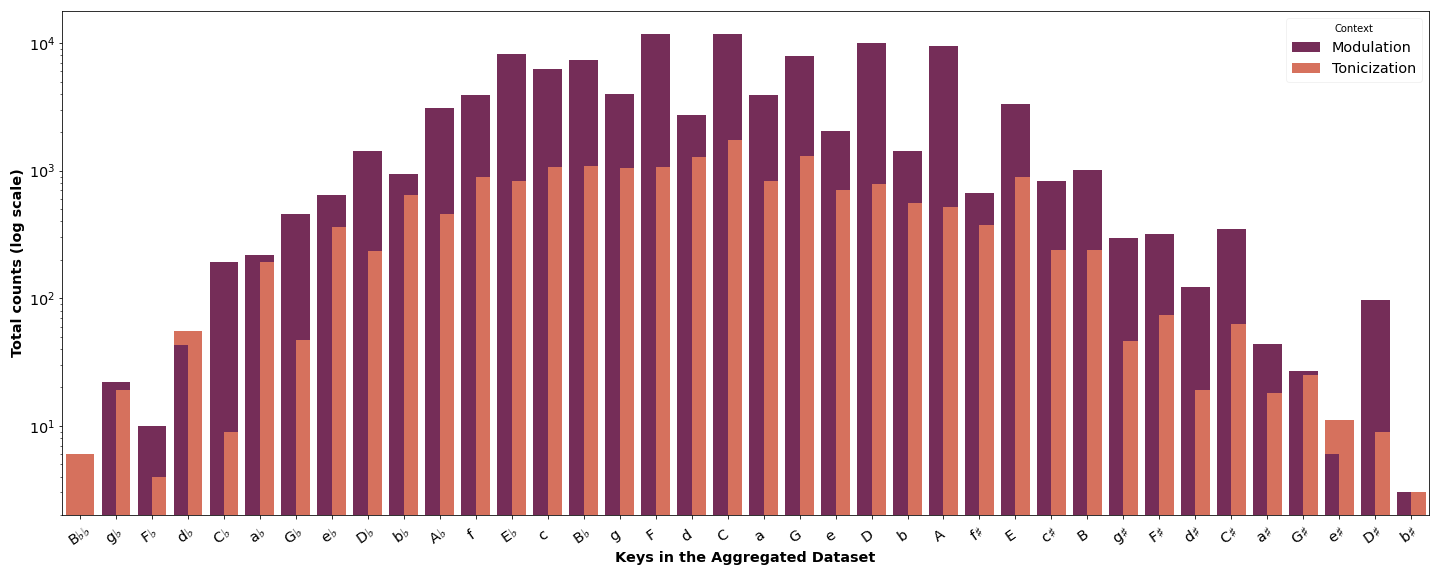 Context
Modulation
Tonicization
Total counts (log scale)
10⁴
10³
10²
10¹
B♭♭ g♭ F♭ d♭ C♭ a♭ G♭ e♭ D♭ b♭ A♭ f E♭ c B♭ g F d C a G e D b A f♯ E c♯ B g♯ F♯ d♯ C♯ a♯ G♯ e♯ D♯ b♯
Keys in the Aggregated Dataset